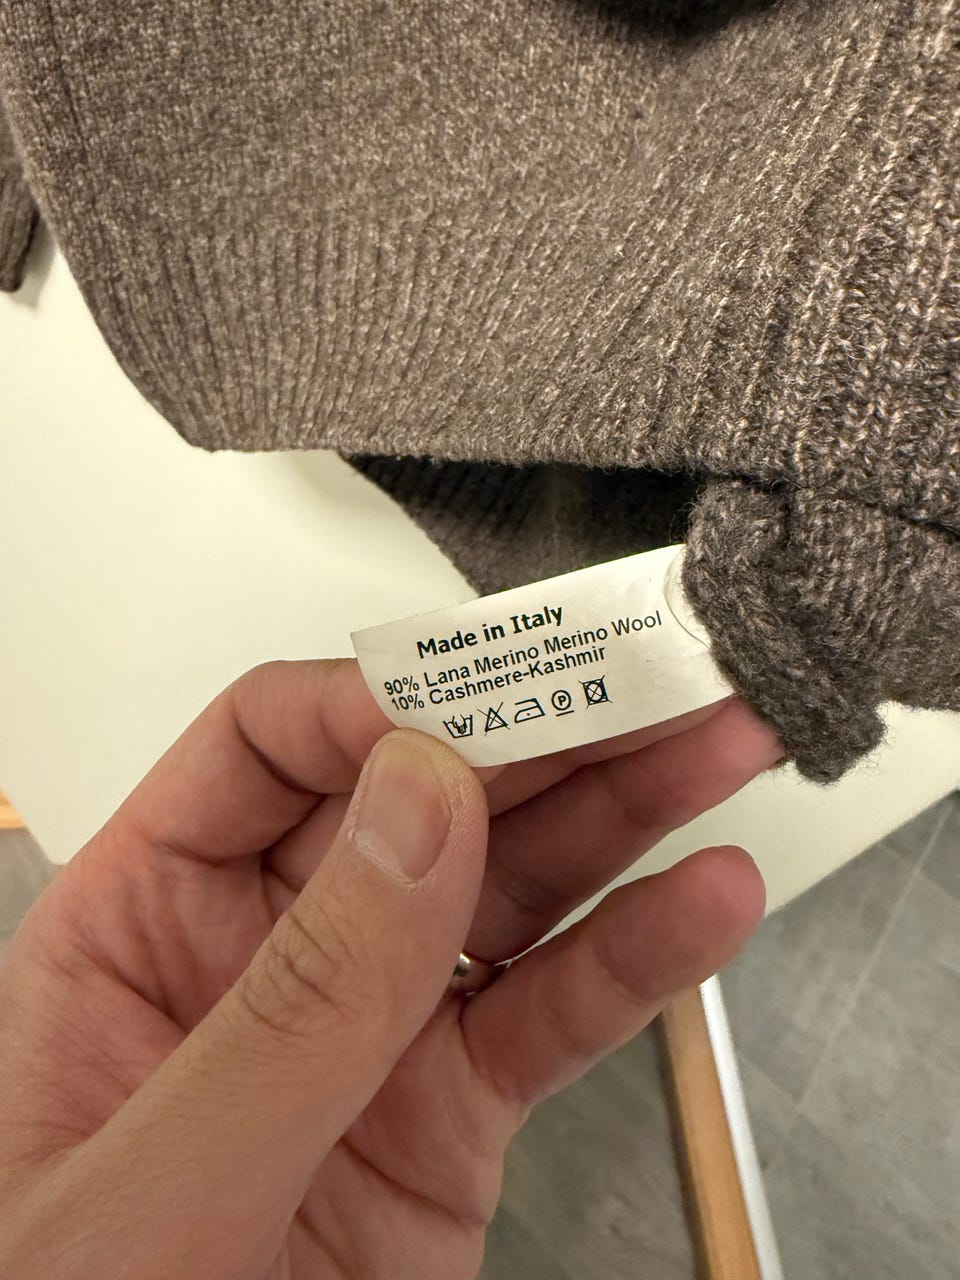 Made in Italy
90% Lana Merino Merino Wool
10% Cashmere-Kashmir
P